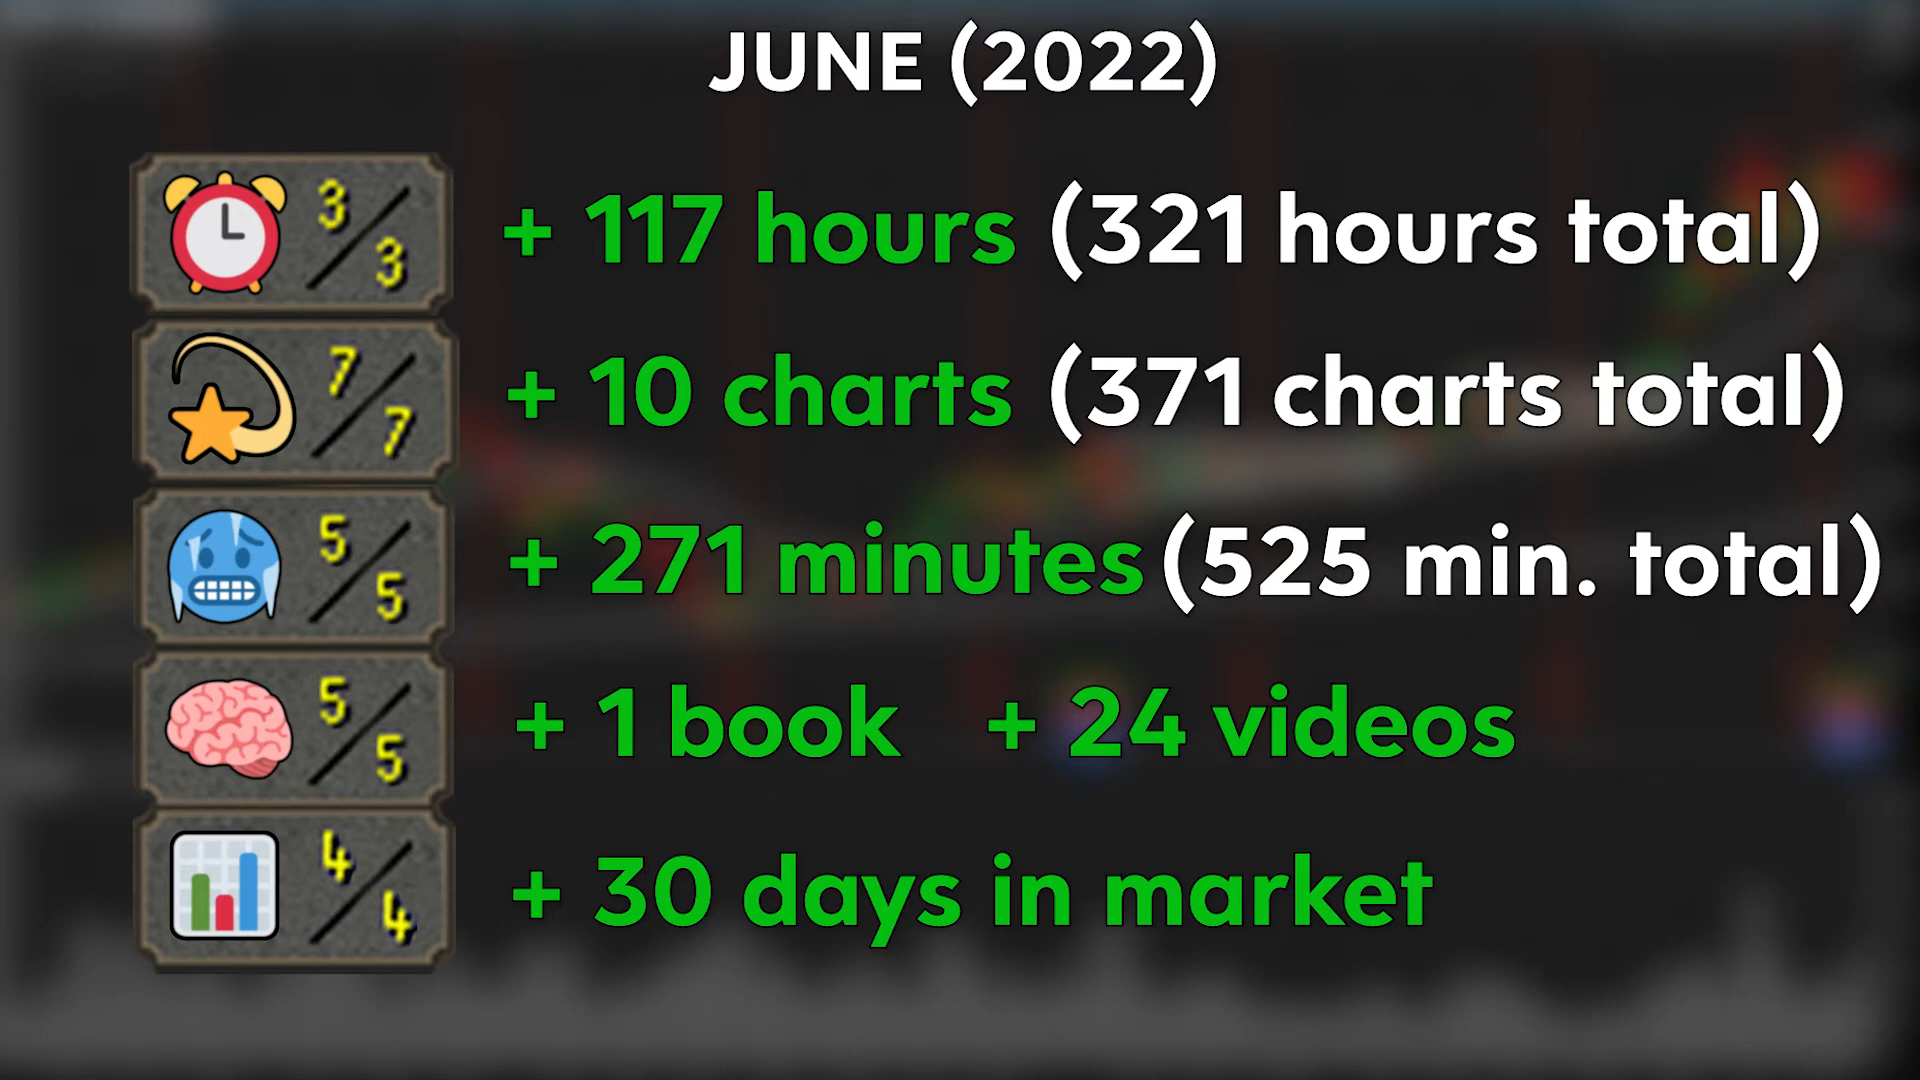 JUNE (2022)
3/3 + 117 hours (321 hours total)
7/7 + 10 charts (371 charts total)
5/5 + 271 minutes (525 min. total)
5/5 + 1 book + 24 videos
4/4 + 30 days in market